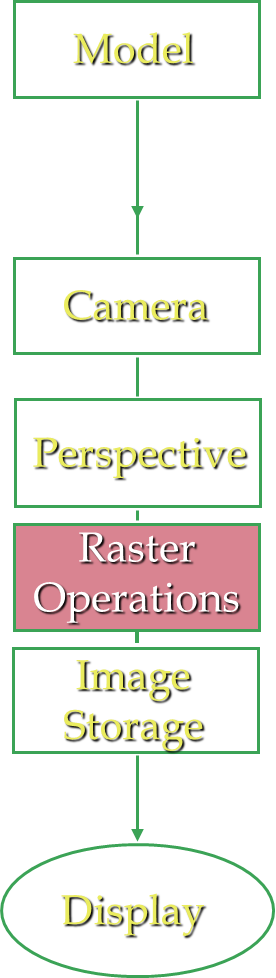 Model
Camera
Perspective
Raster
Operations
Image
Storage
Display